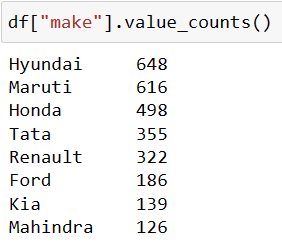 df["make"].value_counts()
Hyundai 648
Maruti 616
Honda 498
Tata 355
Renault 322
Ford 186
Kia 139
Mahindra 126